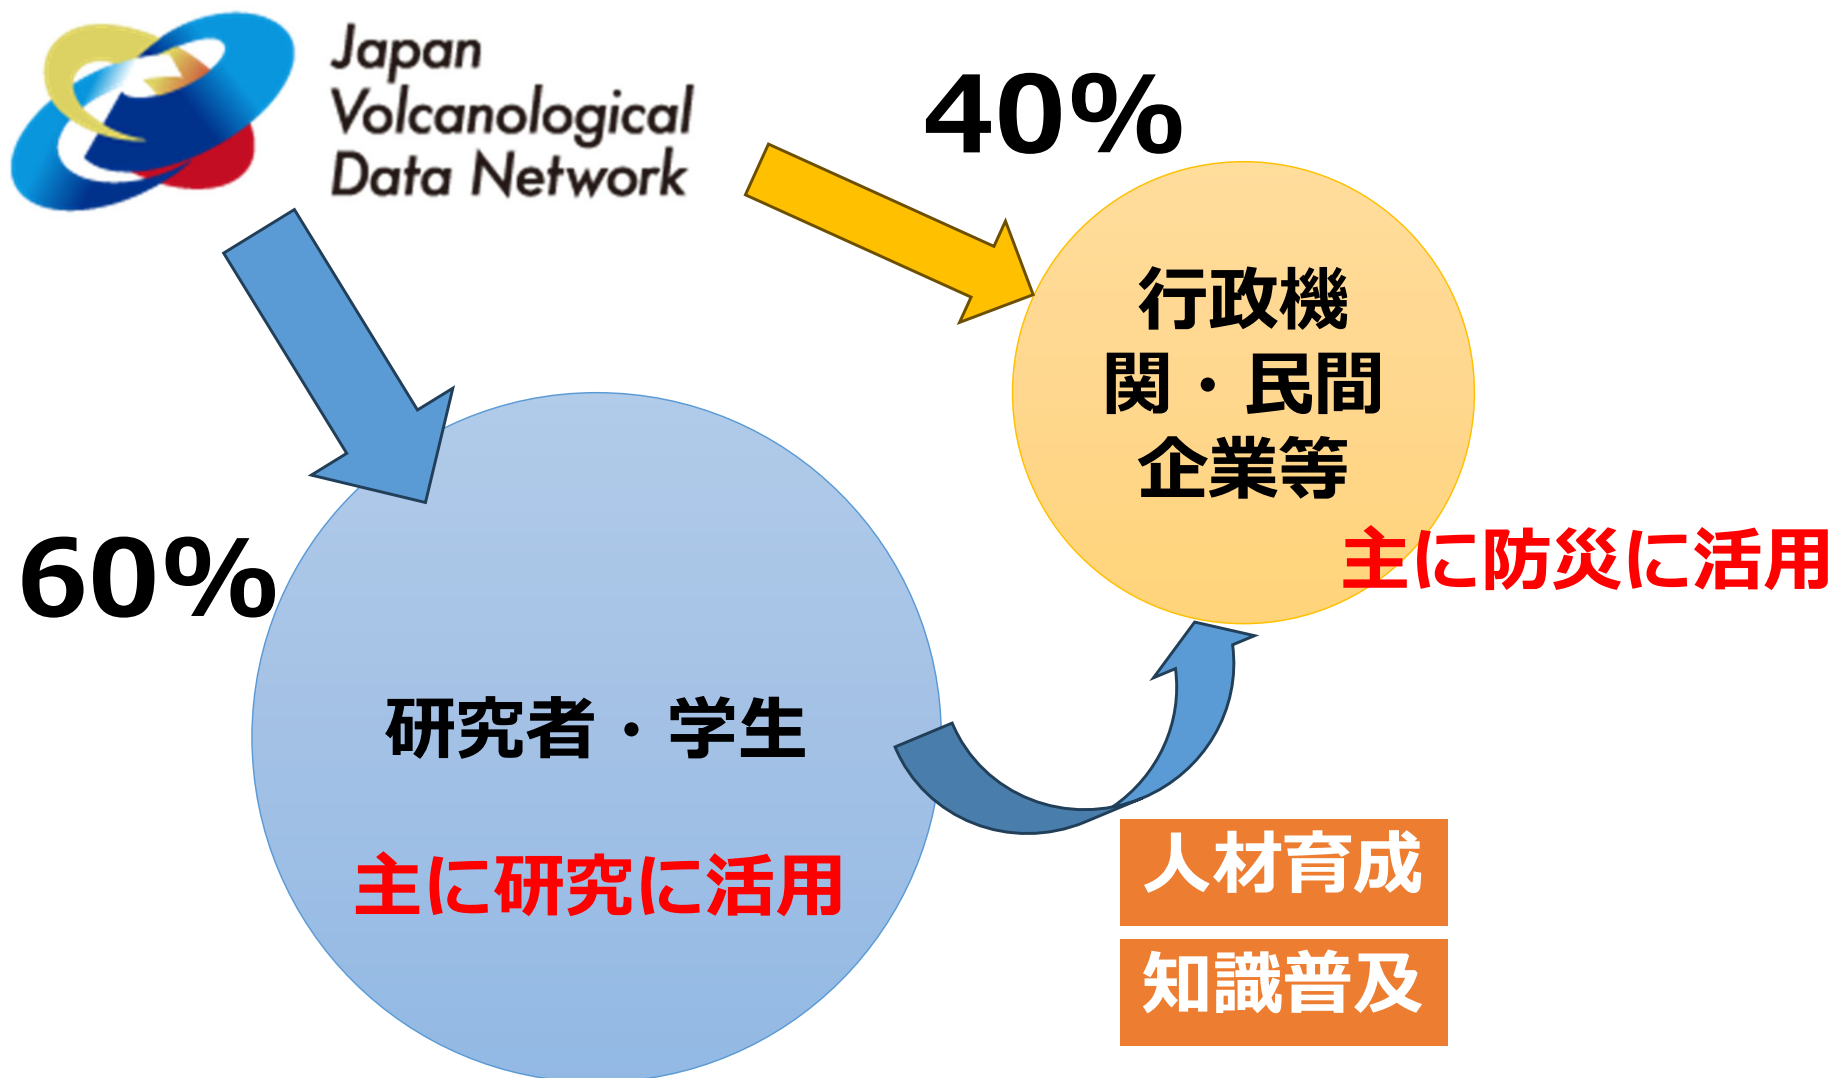 Japan
Volcanological
Data Network
40%
行政機
関・民間
企業等
主に防災に活用
60%
研究者・学生
主に研究に活用
人材育成
知識普及